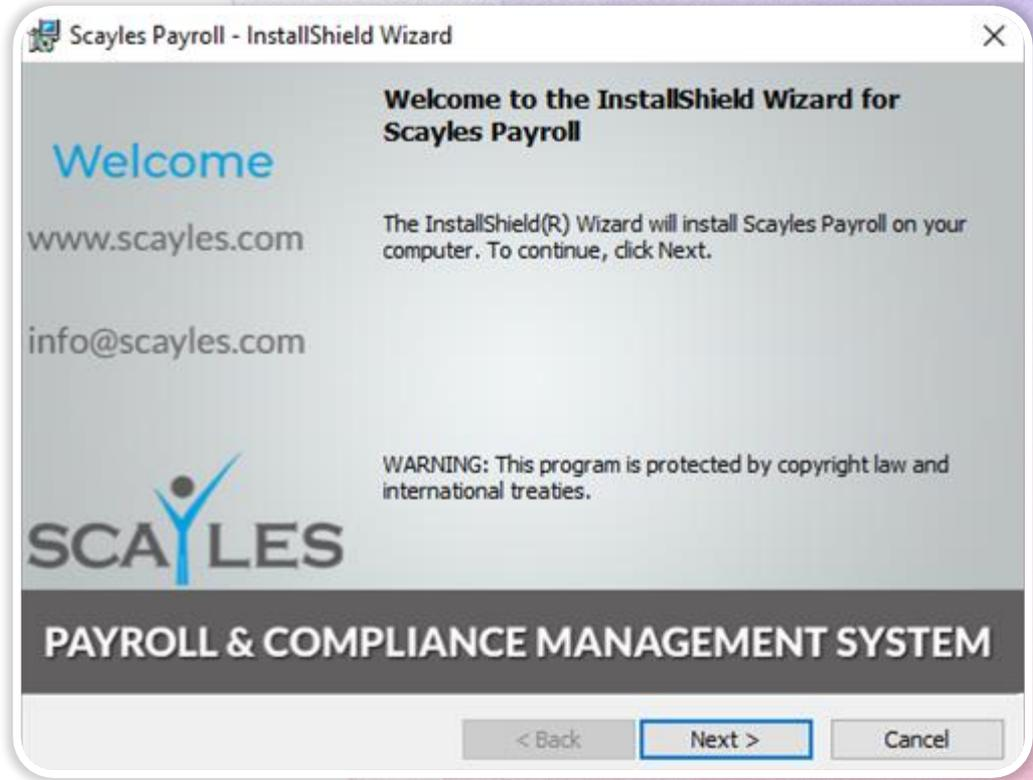 Scayles Payroll - InstallShield Wizard
Welcome to the InstallShield Wizard for
Scayles Payroll
Welcome
www.scayles.com
The InstallShield(R) Wizard will install Scayles Payroll on your
computer. To continue, click Next.
info@scayles.com
WARNING: This program is protected by copyright law and
international treaties.
SCAYLES
PAYROLL & COMPLIANCE MANAGEMENT SYSTEM
< Back
Next >
Cancel